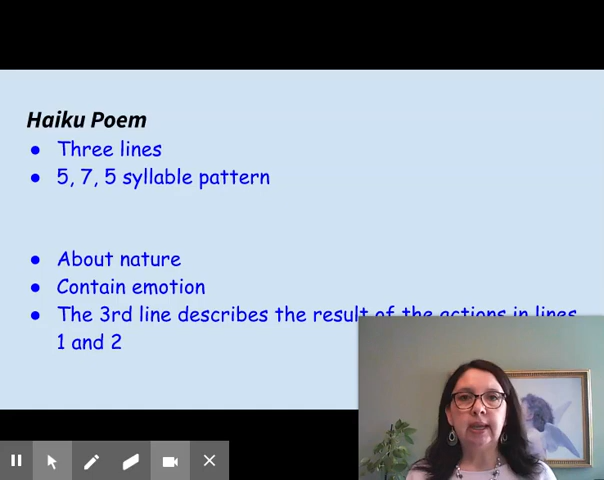 Haiku Poem
● Three lines
● 5, 7, 5 syllable pattern
● About nature
● Contain emotion
● The 3rd line describes the result of the actions in lines
1 and 2